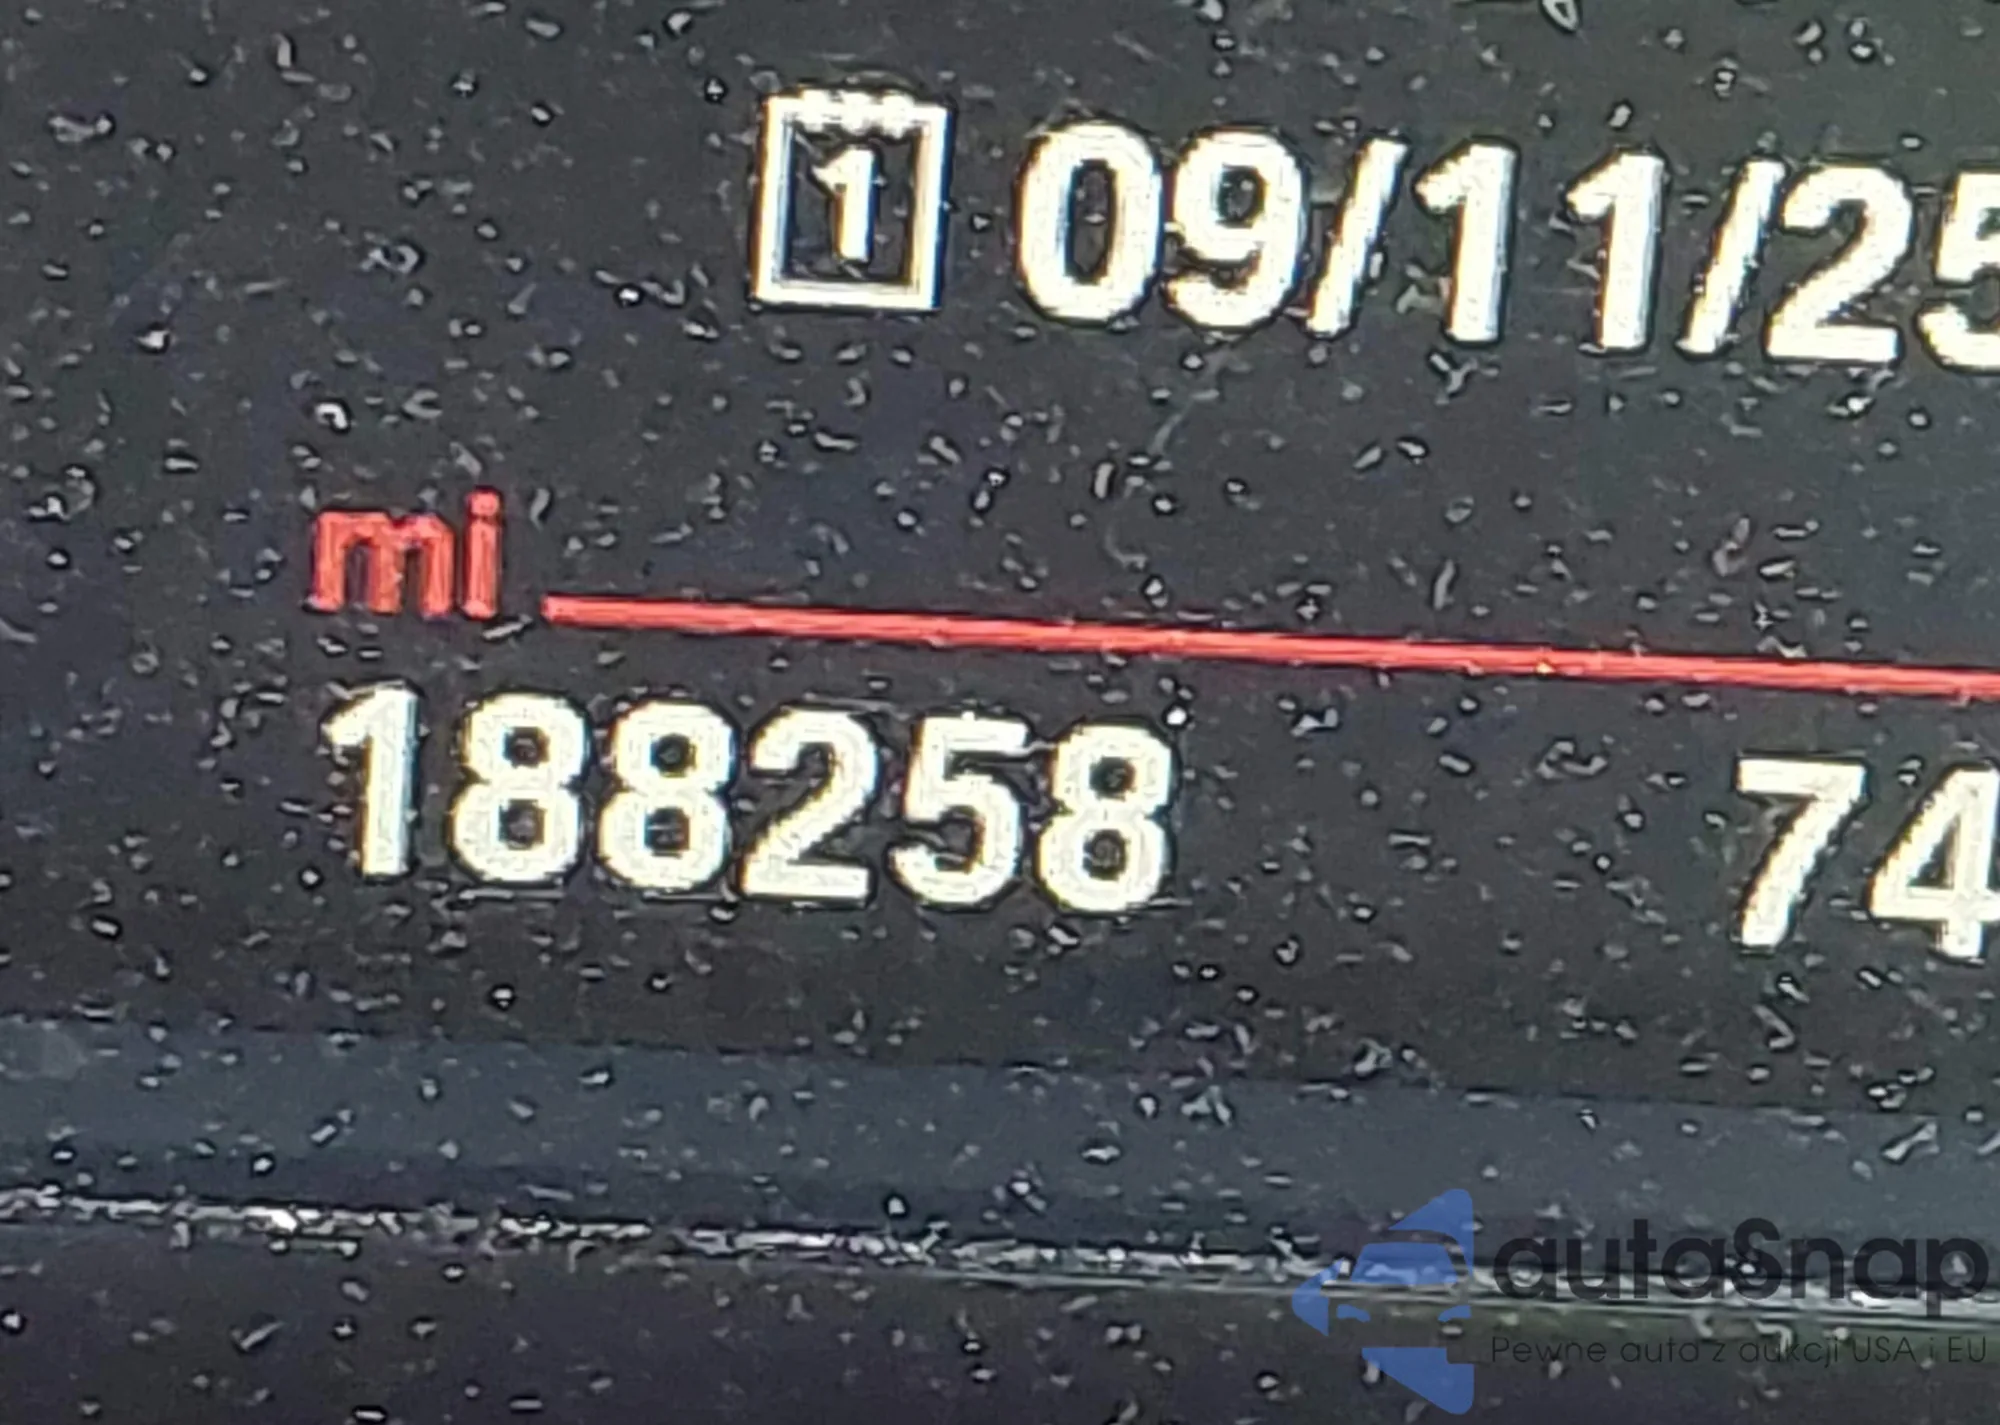 1 09/11/25
mi
188258 74
autaSnap
Pewne auta z aukcji USA i EU